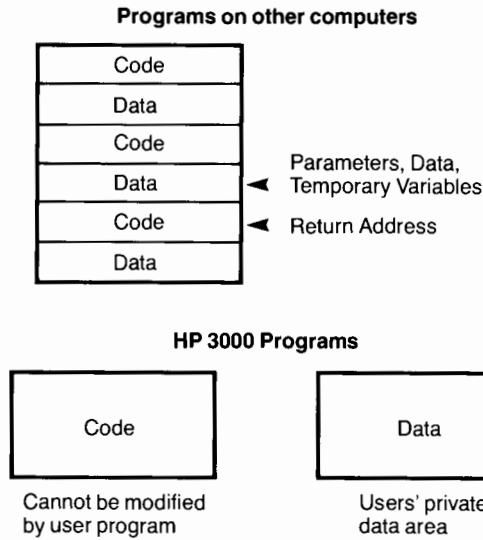 Programs on other computers
Code
Data
Code
Data
Code
Data
Parameters, Data,
Temporary Variables
Return Address
HP 3000 Programs
Code
Data
Cannot be modified
by user program
Users' private
data area